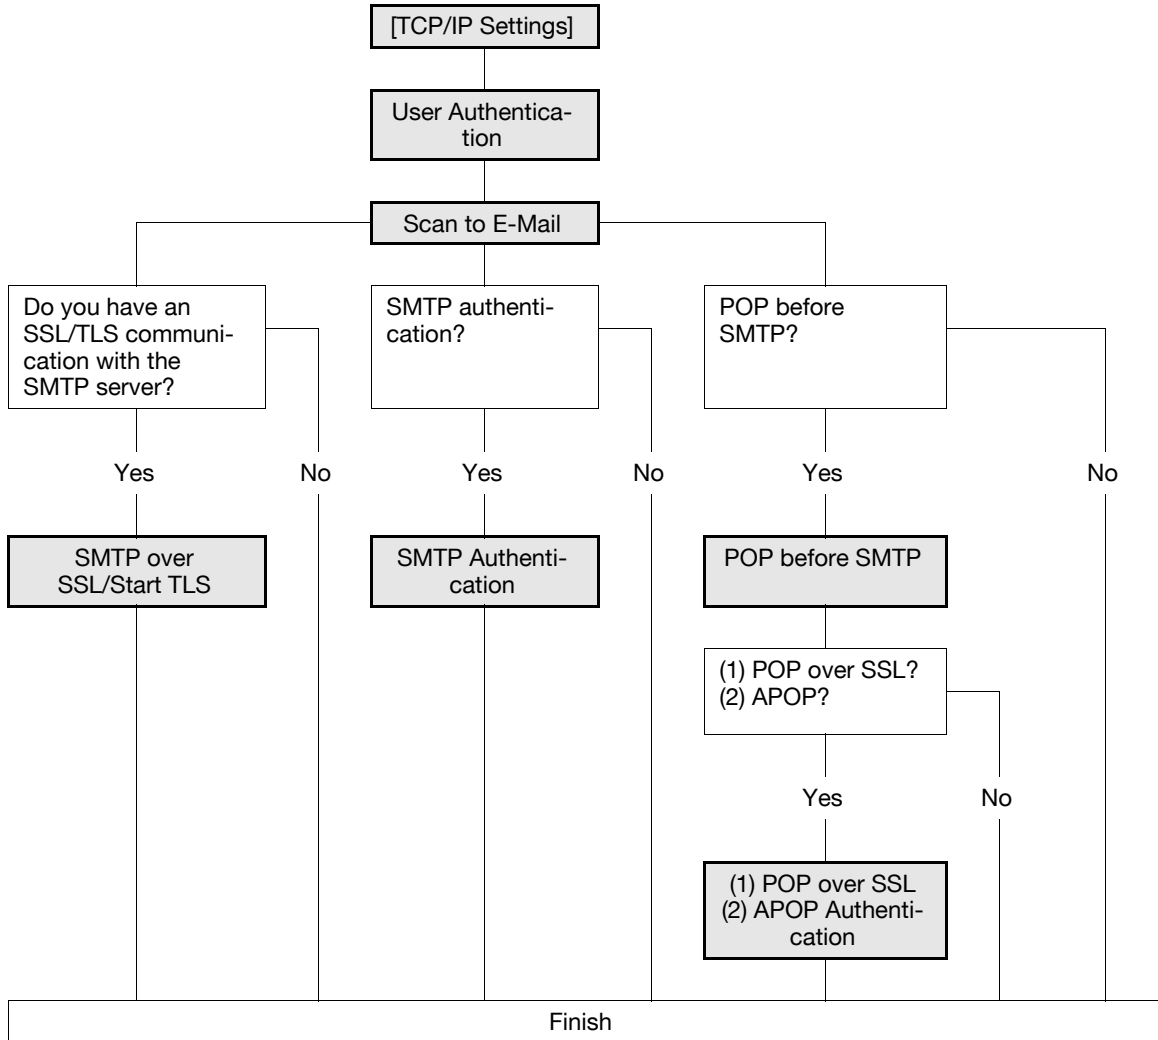 [TCP/IP Settings]
User Authentica-
tion
Scan to E-Mail
Do you have an
SSL/TLS communi-
cation with the
SMTP server?
SMTP authenti-
cation?
POP before
SMTP?
Yes
No
Yes
No
Yes
No
SMTP over
SSL/Start TLS
SMTP Authenti-
cation
POP before SMTP
(1) POP over SSL?
(2) APOP?
Yes
No
(1) POP over SSL
(2) APOP Authenti-
cation
Finish